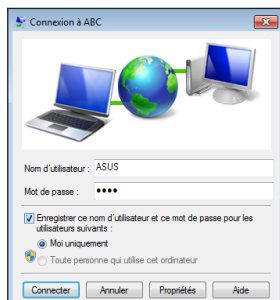 Connexion à ABC
Nom d'utilisateur : ASUS
Mot de passe : ●●●●
Enregistrer ce nom d'utilisateur et ce mot de passe pour les
utilisateurs suivants :
Moi uniquement
Toute personne qui utilise cet ordinateur
Connecter Annuler Propriétés Aide